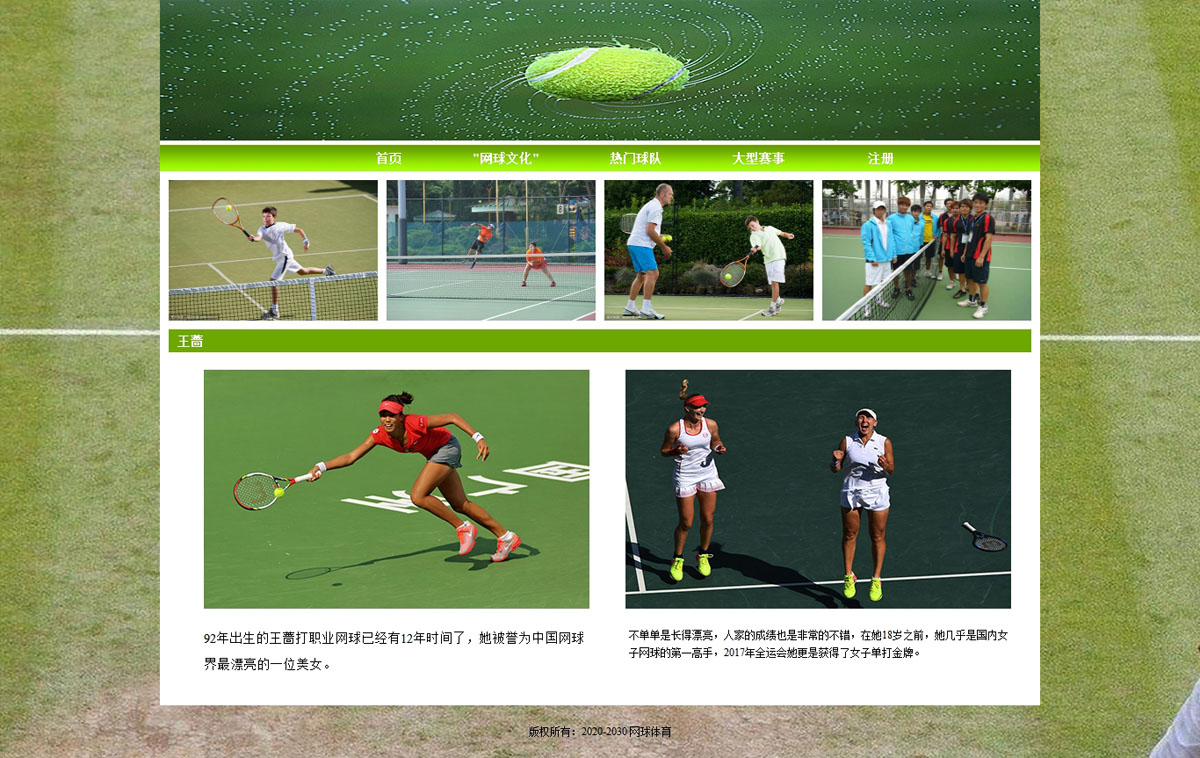 首页 "网球文化" 热门球队 大型赛事 注册
王蔷
92年出生的王蔷打职业网球已经有12年时间了，她被誉为中国网球
界最漂亮的一位美女。
不单单是长得漂亮，人家的成绩也是非常的不错，在她18岁之前，她几乎是国内女
子网球的第一高手，2017年全运会她更是获得了女子单打金牌。
版权所有：2020-2030网球体育